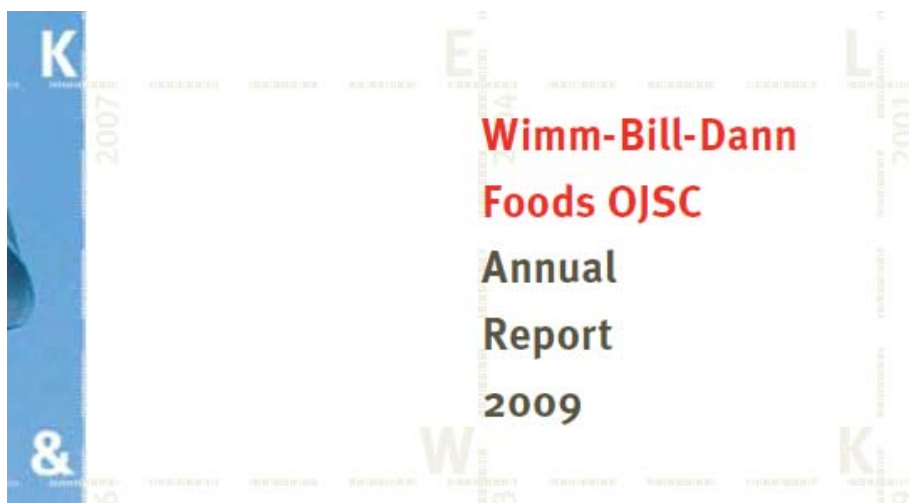 K E L
2007
2001
Wimm-Bill-Dann
Foods OJSC
Annual
Report
2009
& W K